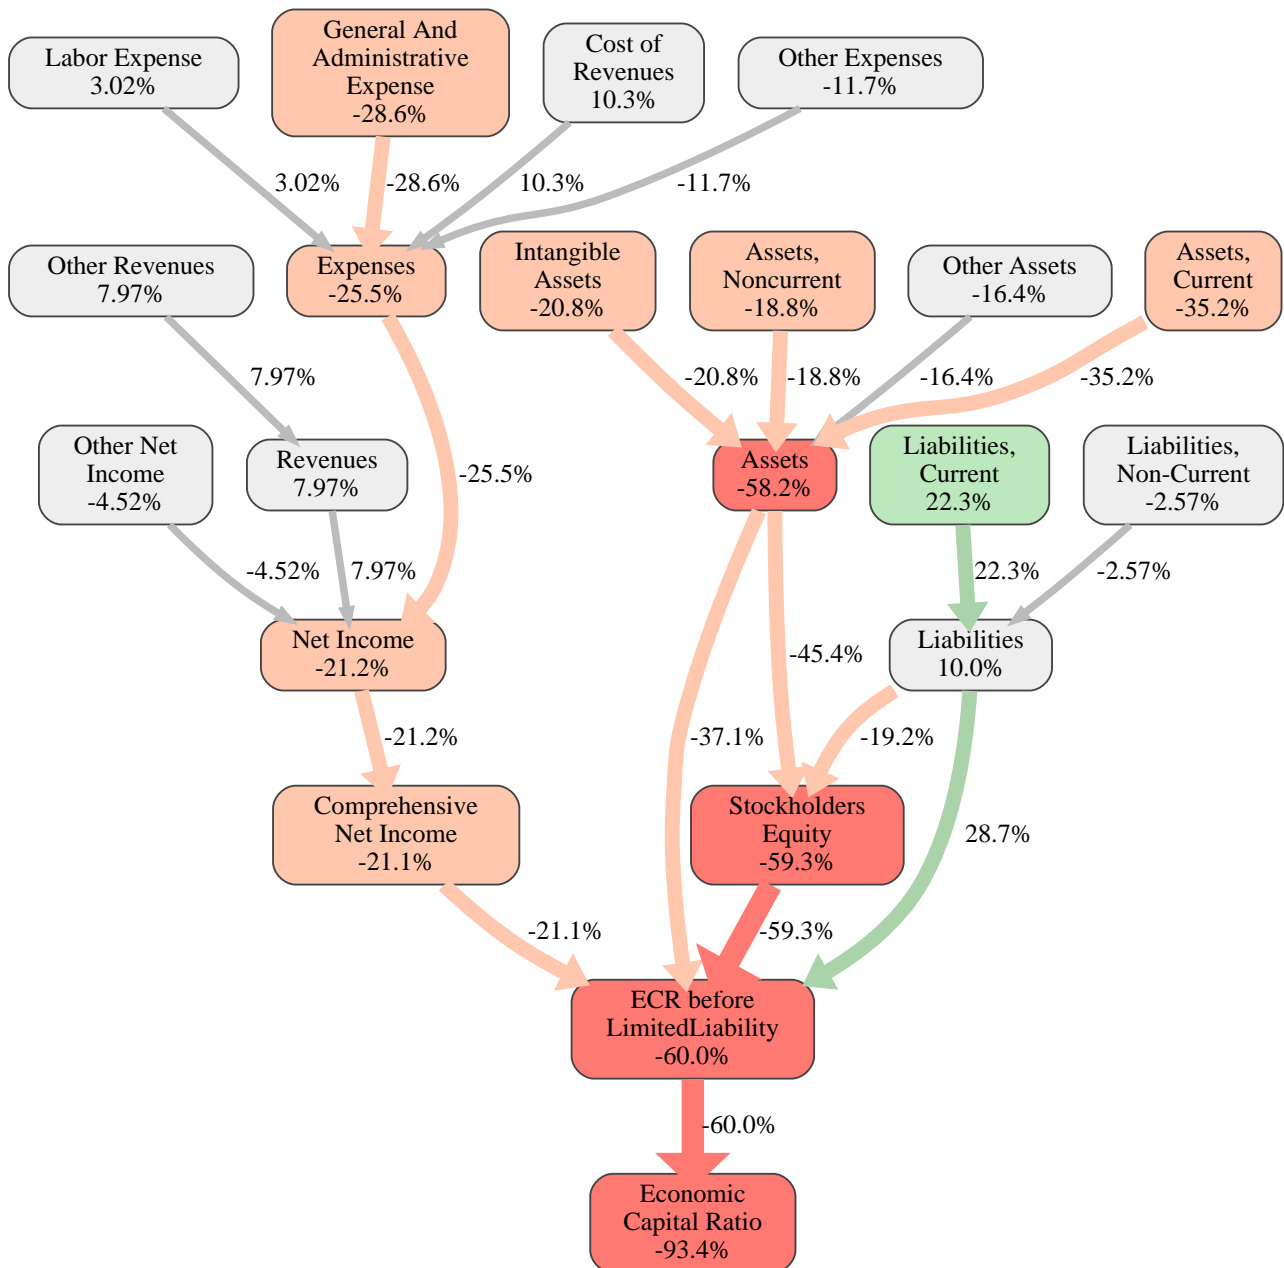 Labor Expense
3.02%
General And
Administrative
Expense
-28.6%
Cost of
Revenues
10.3%
Other Expenses
-11.7%
3.02%
-28.6%
10.3%
-11.7%
Other Revenues
7.97%
Expenses
-25.5%
Intangible
Assets
-20.8%
Assets,
Noncurrent
-18.8%
Other Assets
-16.4%
Assets,
Current
-35.2%
7.97%
-20.8%
-18.8%
-16.4%
-35.2%
Other Net
Income
-4.52%
Revenues
7.97%
-25.5%
Assets
-58.2%
Liabilities,
Current
22.3%
Liabilities,
Non-Current
-2.57%
-4.52%
7.97%
22.3%
-2.57%
Net Income
-21.2%
-45.4%
Liabilities
10.0%
-21.2%
-37.1%
-19.2%
Comprehensive
Net Income
-21.1%
Stockholders
Equity
-59.3%
28.7%
-21.1%
-59.3%
ECR before
LimitedLiability
-60.0%
-60.0%
Economic
Capital Ratio
-93.4%